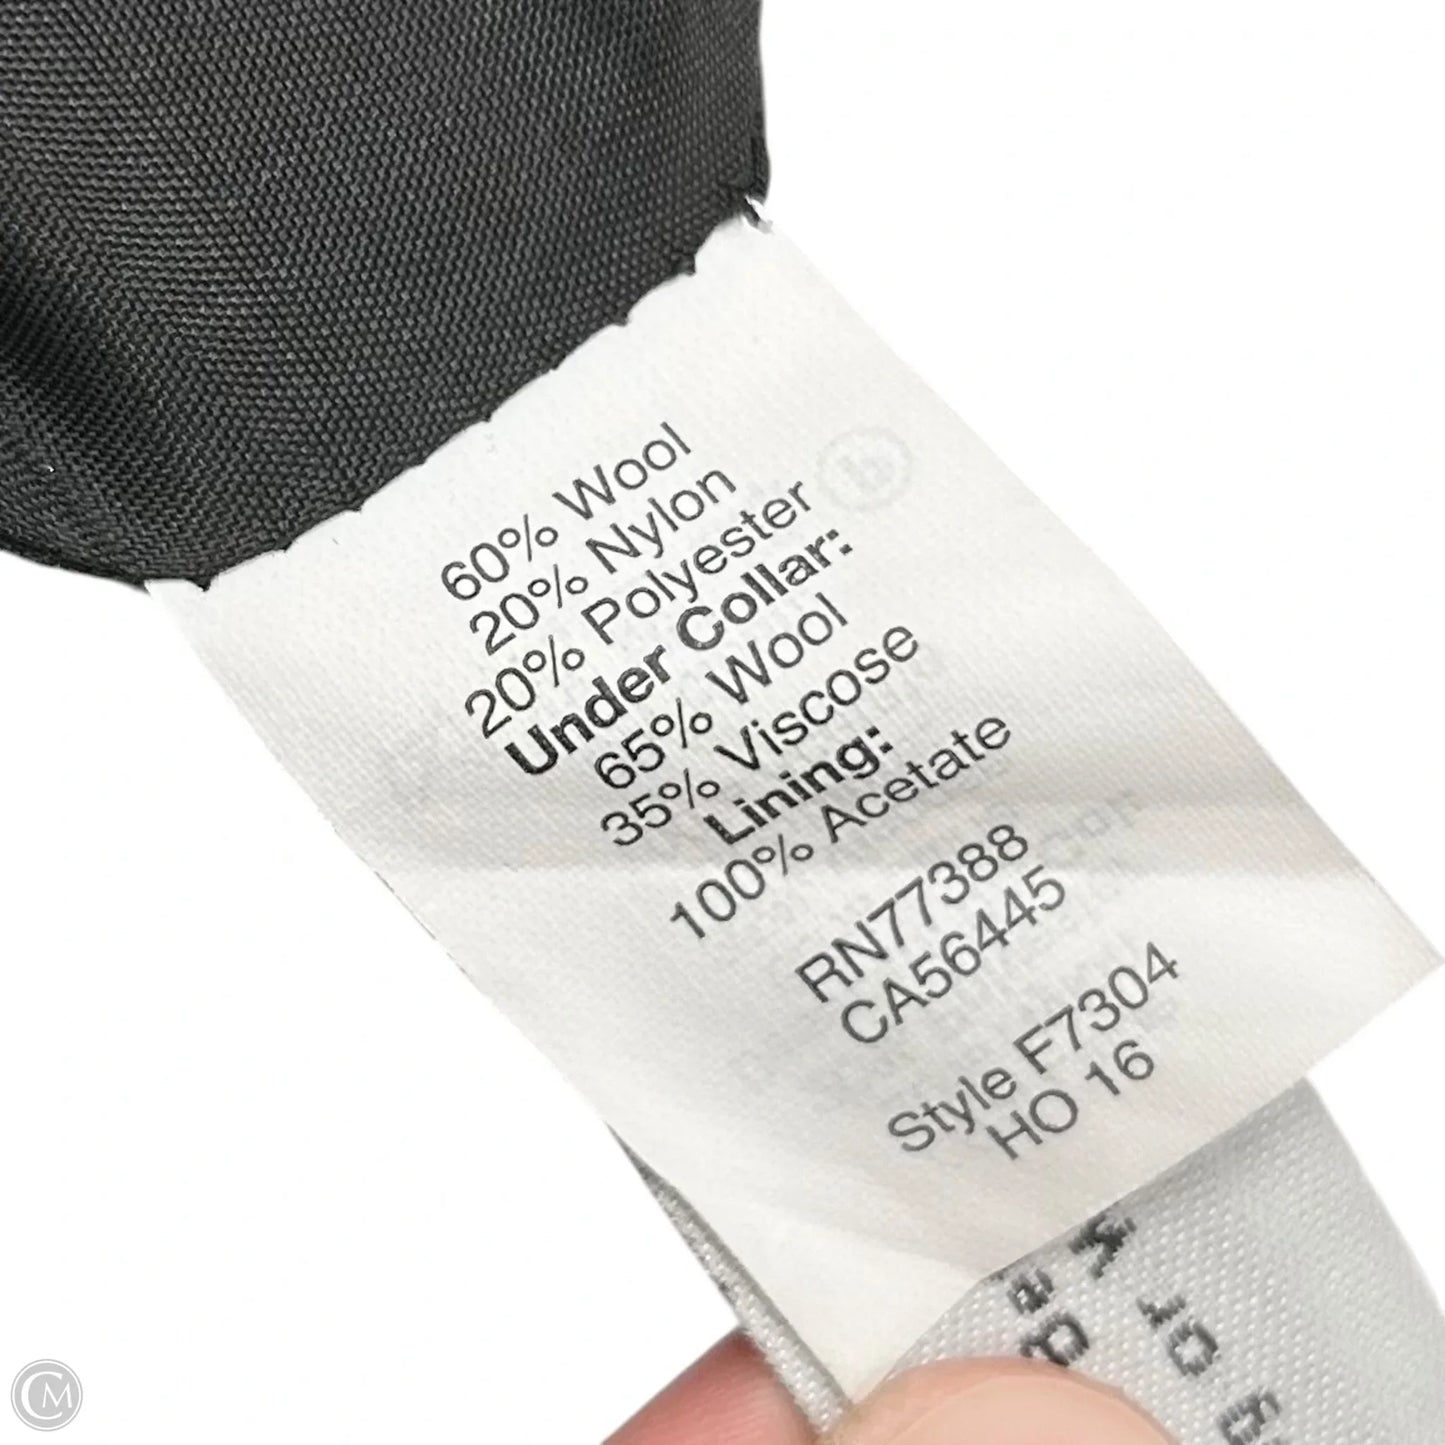 60% Wool
20% Nylon
20% Polyester
Under Collar:
65% Wool
35% Viscose
Lining:
100% Acetate
RN77388
CA56445
Style F7304
HO 16
CM